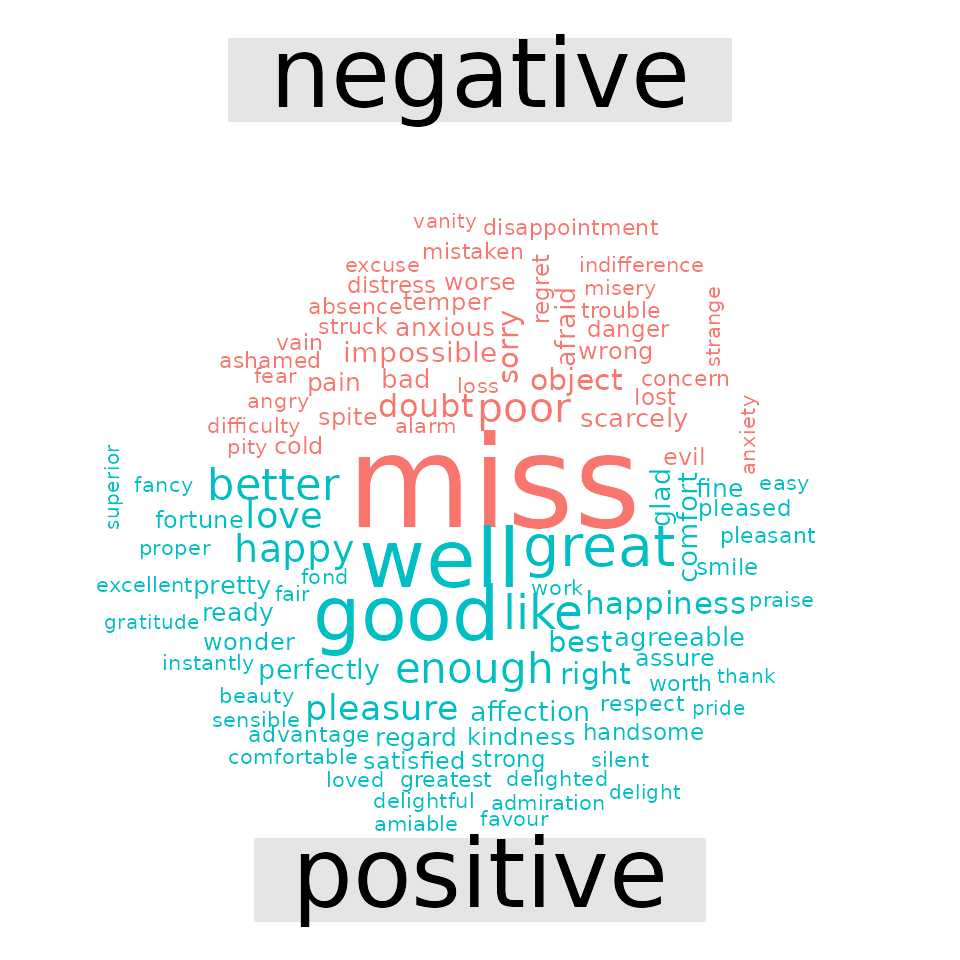 negative
vanity disappointment
mistaken
excuse regret indifference
distress worse misery
absence temper afraid trouble strange
struck anxious sorry danger
vain impossible wrong
ashamed
fear pain bad loss object concern
angry doubt poor lost
difficulty spite alarm scarcely anxiety
pity cold
miss evil
superior fancy better glad comfort fine easy
fortune love pleased
proper happy well great pleasant
excellent pretty fond smile
fair work
gratitude ready good like happiness praise
wonder best agreeable
instantly perfectly enough right assure
worth thank
beauty pleasure affection respect pride
sensible
advantage regard kindness handsome
comfortable satisfied strong silent
loved greatest delighted
delightful admiration delight
amiable favour
positive